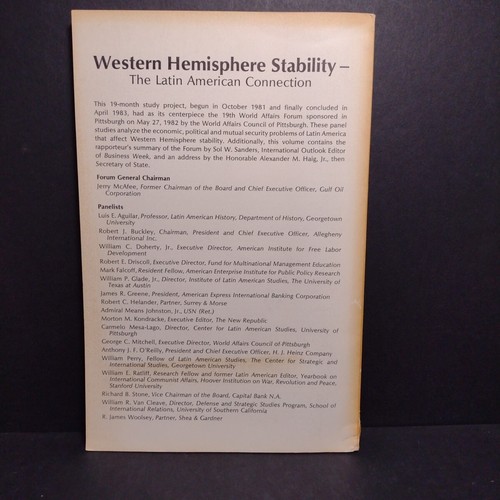 Western Hemisphere Stability –
The Latin American Connection
This 19-month study project, begun in October 1981 and finally concluded in
April 1983, had as its centerpiece the 19th World Affairs Forum sponsored in
Pittsburgh on May 27, 1982 by the World Affairs Council of Pittsburgh. These panel
studies analyze the economic, political and mutual security problems of Latin America
that affect Western Hemisphere stability. Additionally, this volume contains the
rapporteur's summary of the Forum by Sol W. Sanders, International Outlook Editor
of Business Week, and an address by the Honorable Alexander M. Haig, Jr., then
Secretary of State.
Forum General Chairman
Jerry McAfee, Former Chairman of the Board and Chief Executive Officer, Gulf Oil
Corporation
Panelists
Luis E. Aguilar, Professor, Latin American History, Department of History, Georgetown
University
Robert J. Buckley, Chairman, President and Chief Executive Officer, Allegheny
International Inc.
William C. Doherty, Jr., Executive Director, American Institute for Free Labor
Development
Robert E. Driscoll, Executive Director, Fund for Multinational Management Education
Mark Falcoff, Resident Fellow, American Enterprise Institute for Public Policy Research
William P. Glade, Jr., Director, Institute of Latin American Studies, The University of
Texas at Austin
James R. Greene, President, American Express International Banking Corporation
Robert C. Helander, Partner, Surrey & Morse
Admiral Means Johnston, Jr., USN (Ret.)
Morton M. Kondracke, Executive Editor, The New Republic
Carmelo Mesa-Lago, Director, Center for Latin American Studies, University of
Pittsburgh
George C. Mitchell, Executive Director, World Affairs Council of Pittsburgh
Anthony J. F. O'Reilly, President and Chief Executive Officer, H. J. Heinz Company
William Perry, Fellow of Latin American Studies, The Center for Strategic and
International Studies, Georgetown University
William E. Ratliff, Research Fellow and former Latin American Editor, Yearbook on
International Communist Affairs, Hoover Institution on War, Revolution and Peace,
Stanford University
Richard B. Stone, Vice Chairman of the Board, Capital Bank N.A.
William R. Van Cleave, Director, Defense and Strategic Studies Program, School of
International Relations, University of Southern California
R. James Woolsey, Partner, Shea & Gardner